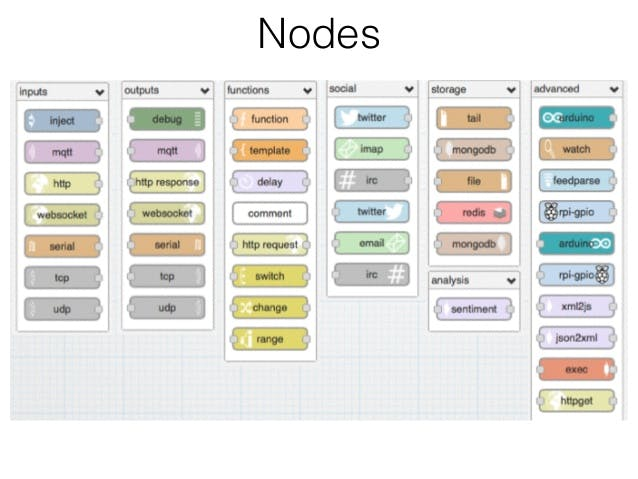 Nodes
inputs
inject
mqtt
http
websocket
serial
tcp
udp
outputs
debug
mqtt
http response
websocket
serial
tcp
udp
functions
function
template
delay
comment
http request
switch
change
range
social
twitter
imap
irc
twitter
email
irc
storage
tail
mongodb
file
redis
mongodb
analysis
sentiment
advanced
arduino
watch
feedparse
rpi-gpio
arduino
rpi-gpio
xml2js
json2xml
exec
httpget